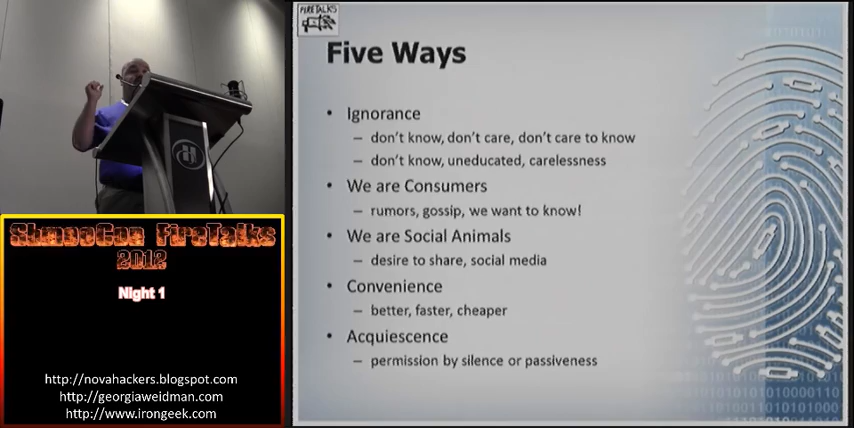 FIRETALKS
Five Ways
• Ignorance
– don't know, don't care, don't care to know
– don't know, uneducated, carelessness
• We are Consumers
– rumors, gossip, we want to know!
• We are Social Animals
– desire to share, social media
• Convenience
– better, faster, cheaper
• Acquiescence
– permission by silence or passiveness
ShmooCon FireTalks
2012
Night 1
http://novahackers.blogspot.com
http://georgiaweidman.com
http://www.irongeek.com